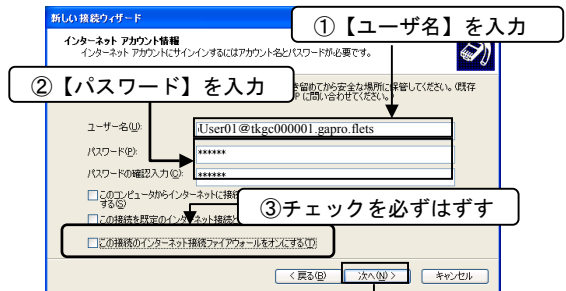 新しい接続ウィザード
①【ユーザ名】を入力
インターネット アカウント情報
インターネット アカウントにサインインするにはアカウント名とパスワードが必要です。
②【パスワード】を入力
き留めてから安全な場所に保管してください。(既存
P に問い合わせてください。)
ユーザー名(U):
User01@tkgc000001.gapro.flets
パスワード(P):
******
パスワードの確認入力(C):
******
□このコンピュータからインターネットに接続
する(S)
□この接続を既定のインターネット接続と
③チェックを必ずはずす
□この接続のインターネット接続ファイアウォールをオンにする(T)
< 戻る(B)
次へ(N) >
キャンセル